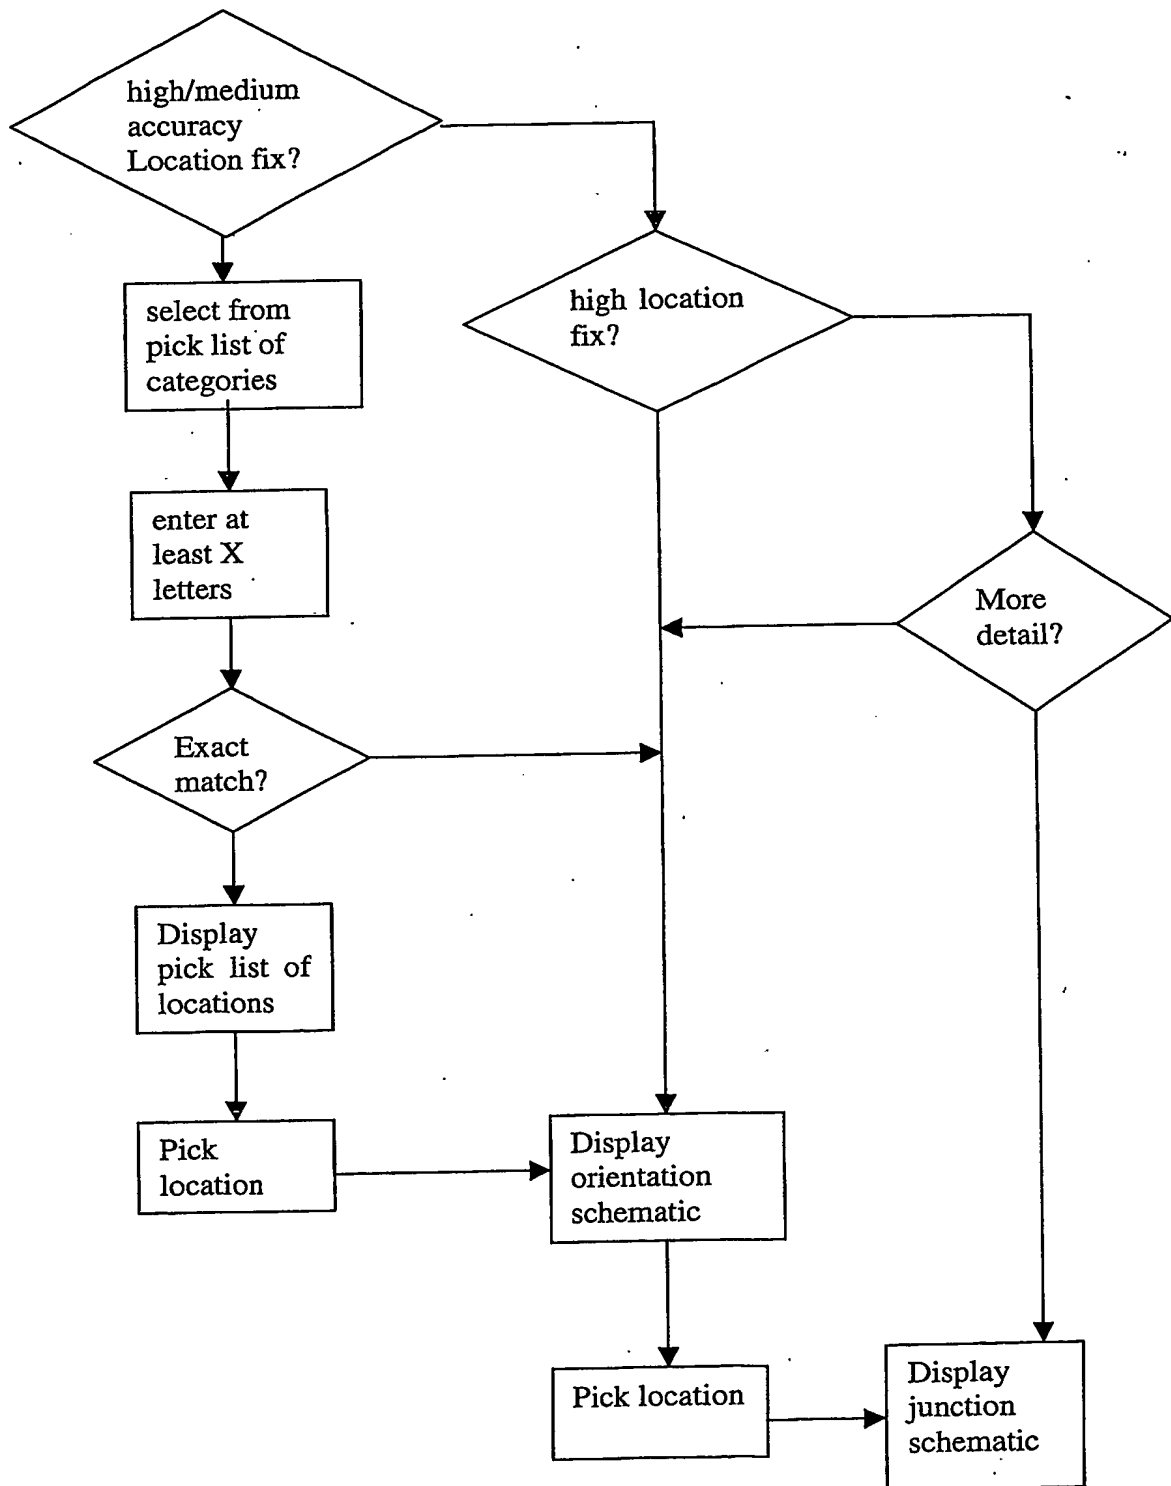 high/medium
accuracy
Location fix?
high location
fix?
select from
pick list of
categories
enter at
least X
letters
More
detail?
Exact
match?
Display
pick list of
locations
Pick
location
Display
orientation
schematic
Pick location
Display
junction
schematic